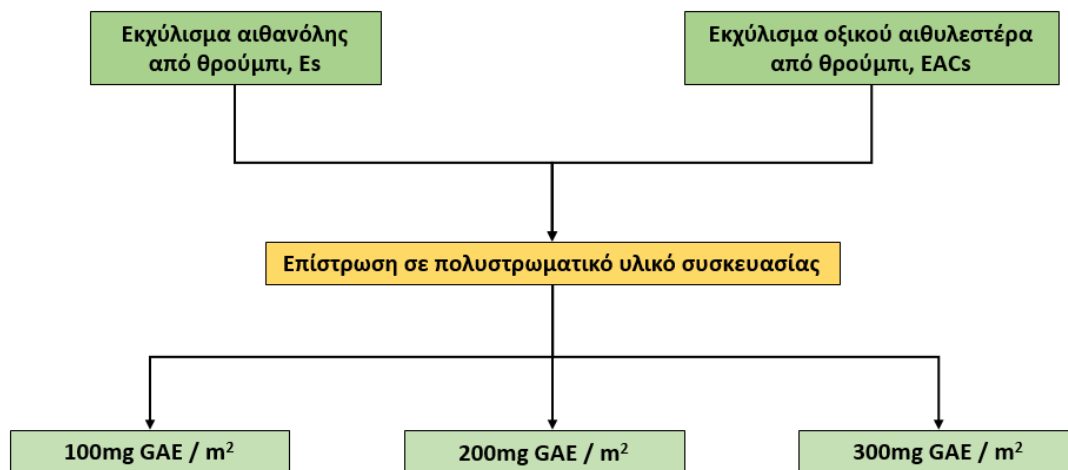 Εκχύλισμα αιθανόλης
από θρούμπι, Es
Εκχύλισμα οξικού αιθυλεστέρα
από θρούμπι, EACs
Επίστρωση σε πολυστρωματικό υλικό συσκευασίας
100mg GAE / m²
200mg GAE / m²
300mg GAE / m²